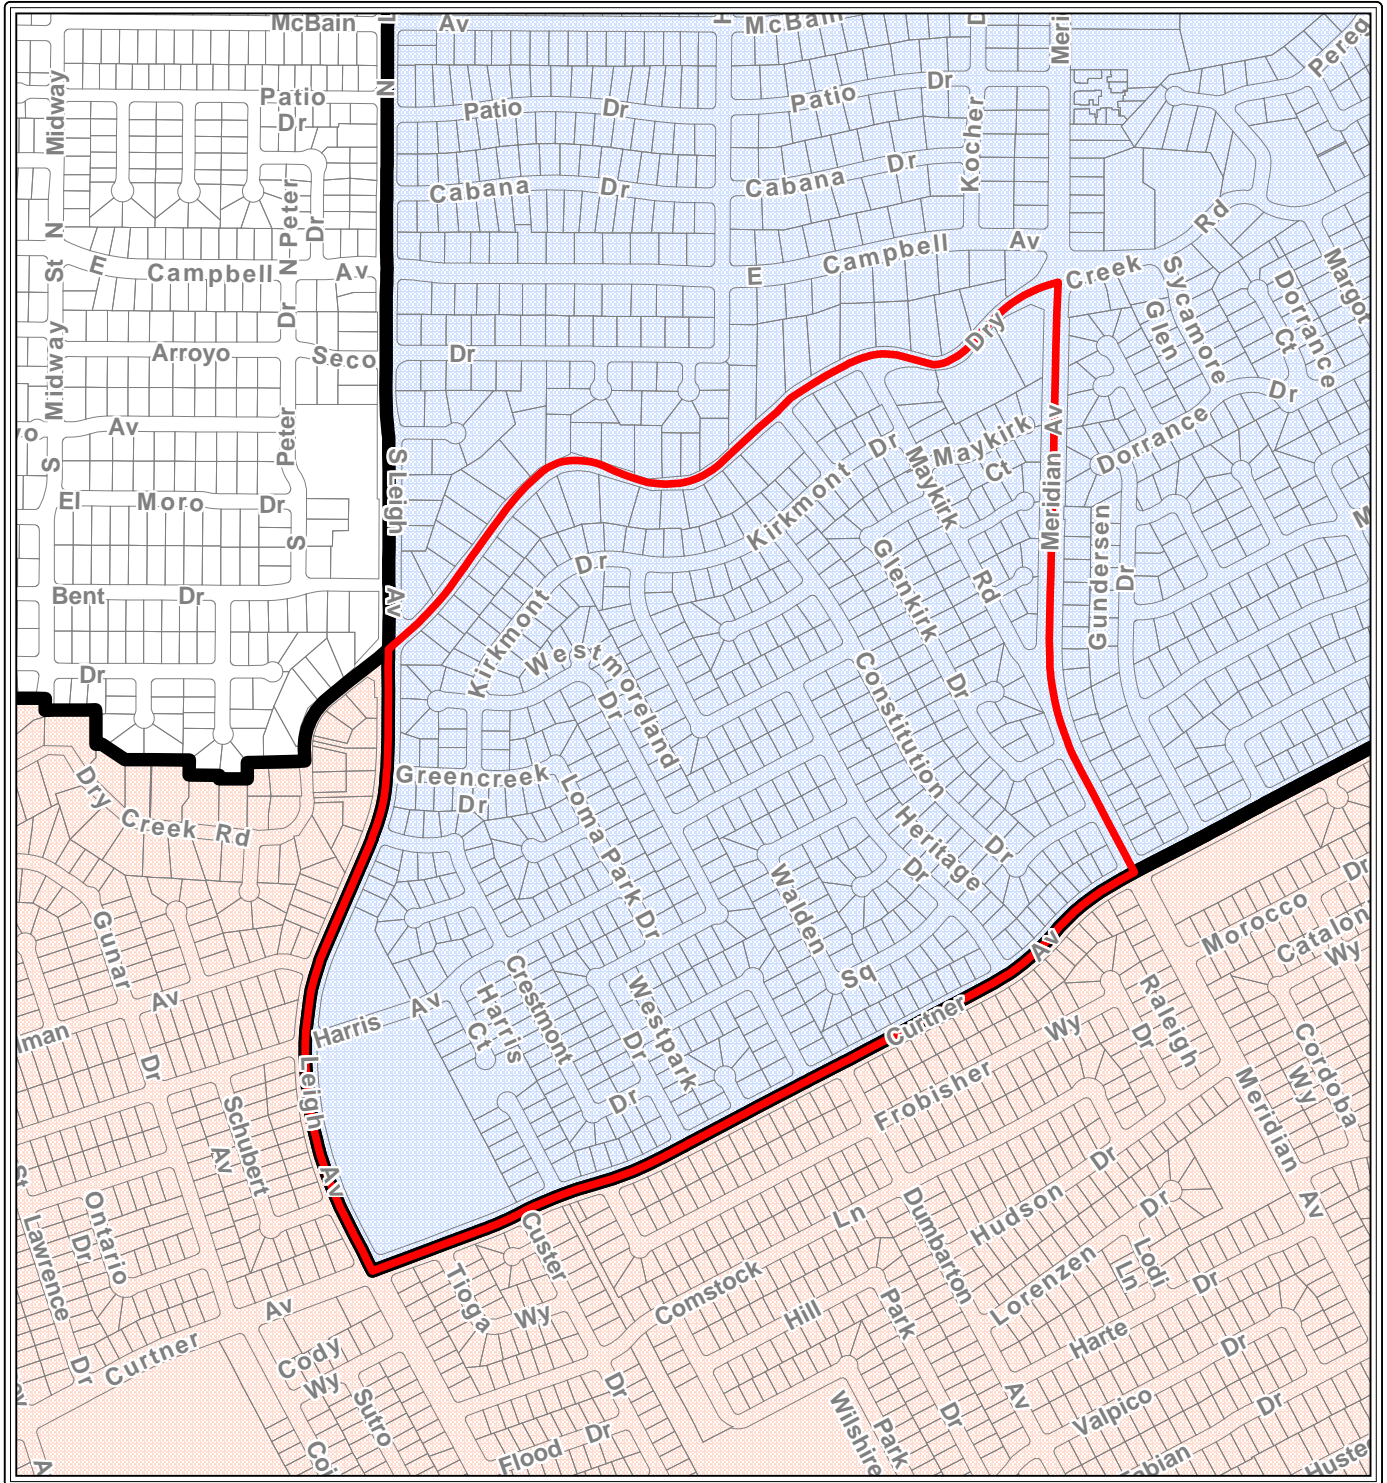 McBain
Av
McBain
Meri
Pereg
Midway
Patio
Dr
Patio
Dr
Patio
Dr
Kocher
N
Cabana
Dr
Cabana
Dr
N Peter
Dr
N
St
E
Campbell
Av
N
Dr
E
Campbell
Av
Creek
Rd
Sycamore
Glen
Dorrance
Ct
Margot
Midway
Arroyo
Seco
Dr
Dry
Dr
Av
Peter
S
El
Moro
Dr
S
S Leigh
Av
Maykirk
Ct
Maykirk
Rd
Meridian Av
Dorrance
Kirkmont
Dr
Gundersen
Dr
Bent
Dr
Kirkmont
Dr
Glenkirk
Dr
Dr
Westmoreland
Dr
Constitution
Dr
Dry
Creek
Rd
Greencreek
Dr
Loma Park Dr
Heritage
Dr
Walden
Sq
Gunar
Dr
Av
Morocco
Dr
Catalon
Wy
Harris
Av
Harris
Ct
Crestmont
Dr
Westpark
Dr
Curtner
Av
Raleigh
Dr
Wy
Frobisher
Cordoba
Wy
Leigh
Av
Schubert
Av
Meridian
Av
Ontario
Dr
Lawrence
Dr
Custer
Dr
Tioga
Wy
Ln
Comstock
Dumbarton
Dr
Hudson
Dr
Lorenzen
Dr
Lodi
Ln
Curtner
Av
Cody
Wy
Sutro
Hill
Park
Av
Harte
Dr
Valpico
Dr
Flood
Dr
Wilshire
Park
Dr